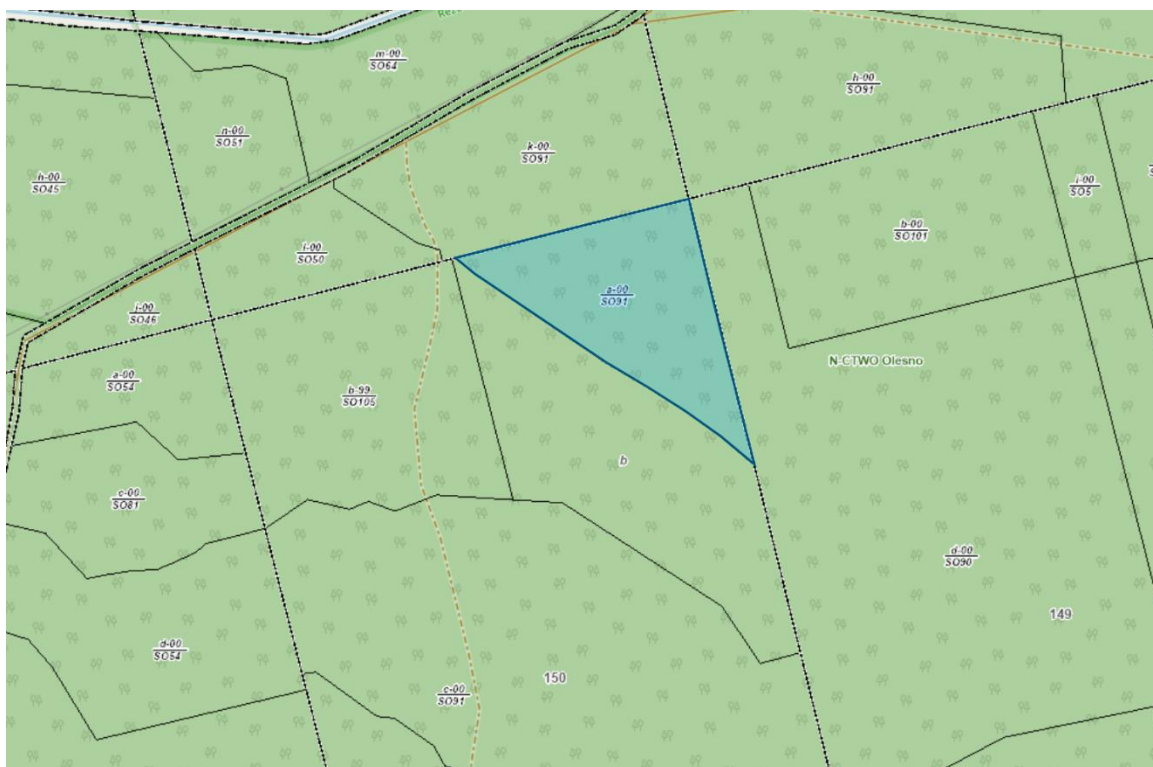 m-00
SO64
n-00
SO51
h-00
SO45
k-00
SO91
h-00
SO91
i-00
SO5
b-00
SO101
i-00
SO50
a-00
SO91
j-00
SO46
N-CTWO Olesno
a-00
SO54
b-99
SO105
b
c-00
SO81
d-00
SO90
149
d-00
SO54
150
c-00
SO91